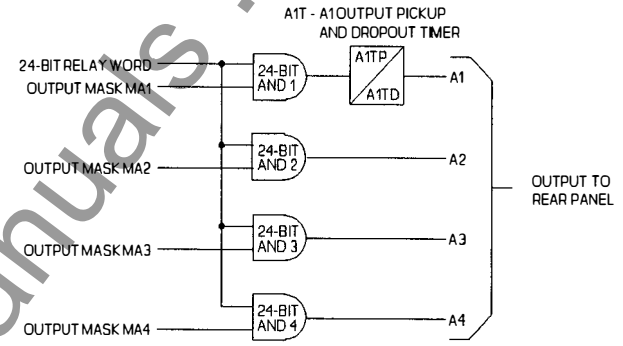 A1T - A1 OUTPUT PICKUP
AND DROPOUT TIMER
24-BIT RELAY WORD
OUTPUT MASK MA1
24-BIT
AND 1
A1TP
A1TD
A1
OUTPUT MASK MA2
24-BIT
AND 2
A2
OUTPUT TO
REAR PANEL
OUTPUT MASK MA3
24-BIT
AND 3
A3
OUTPUT MASK MA4
24-BIT
AND 4
A4